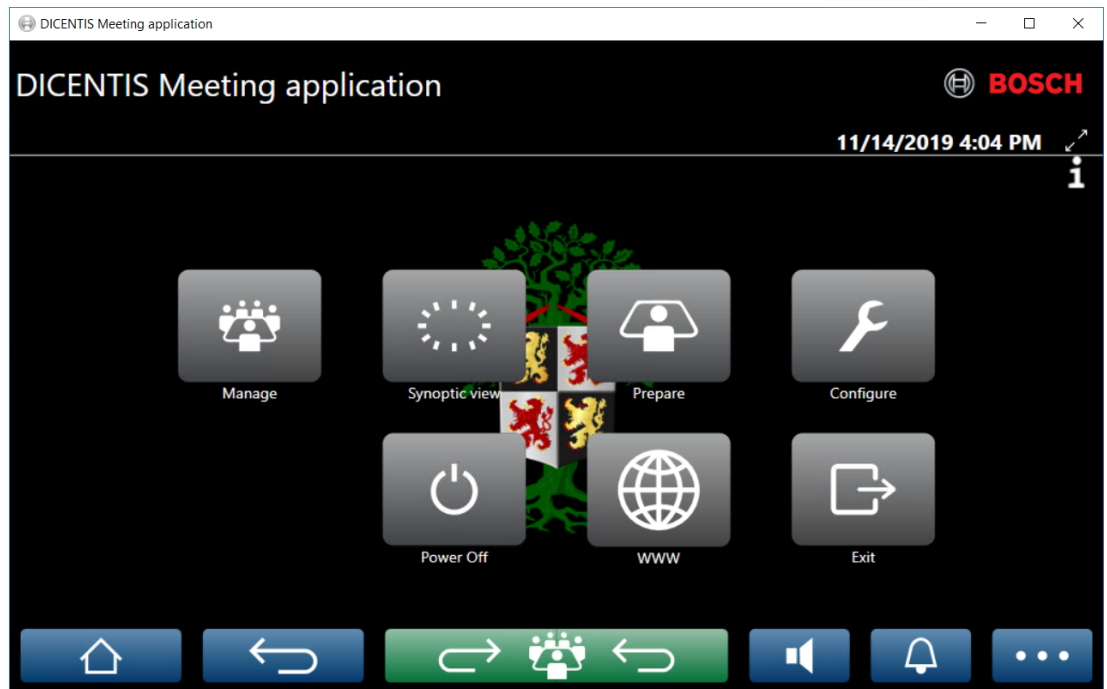 DICENTIS Meeting application
DICENTIS Meeting application
BOSCH
11/14/2019 4:04 PM
Manage
Synoptic view
Prepare
Configure
Power Off
WWW
Exit